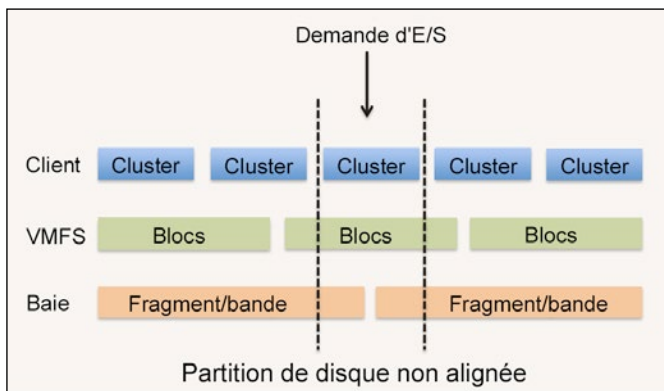 Demande d'E/S
Client Cluster Cluster Cluster Cluster Cluster
VMFS Blocs Blocs Blocs
Baie Fragment/bande Fragment/bande
Partition de disque non alignée